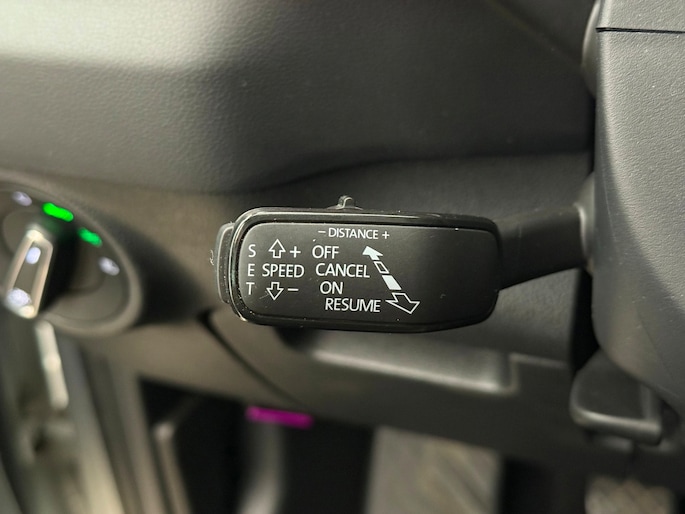 - DISTANCE +
S + OFF
E SPEED CANCEL
T - ON
RESUME